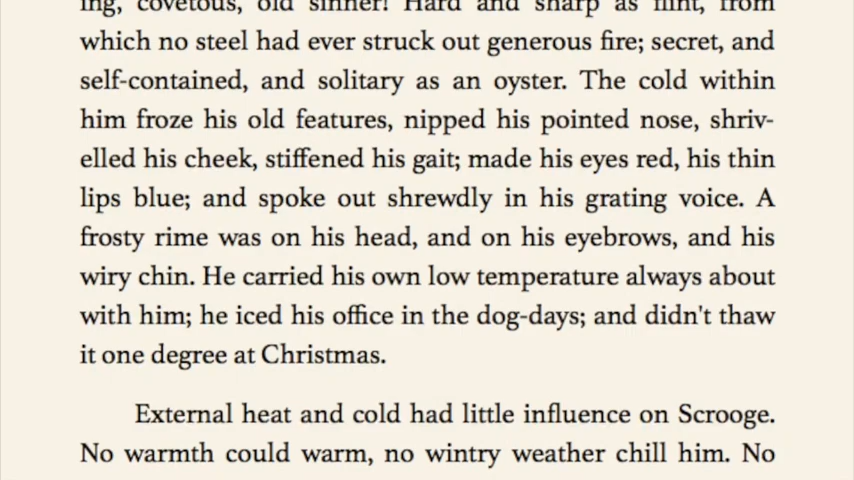 ing, covetous, old sinner! Hard and sharp as flint, from
which no steel had ever struck out generous fire; secret, and
self-contained, and solitary as an oyster. The cold within
him froze his old features, nipped his pointed nose, shriv-
elled his cheek, stiffened his gait; made his eyes red, his thin
lips blue; and spoke out shrewdly in his grating voice. A
frosty rime was on his head, and on his eyebrows, and his
wiry chin. He carried his own low temperature always about
with him; he iced his office in the dog-days; and didn't thaw
it one degree at Christmas.
External heat and cold had little influence on Scrooge.
No warmth could warm, no wintry weather chill him. No